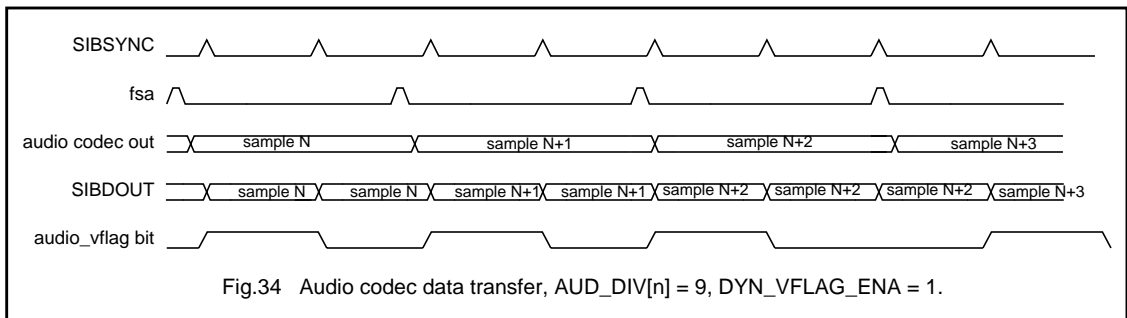 SIBSYNC
fsa
audio codec out sample N sample N+1 sample N+2 sample N+3
SIBDOUT sample N sample N sample N+1 sample N+1 sample N+2 sample N+2 sample N+2 sample N+3
audio_vflag bit
Fig.34 Audio codec data transfer, AUD_DIV[n] = 9, DYN_VFLAG_ENA = 1.